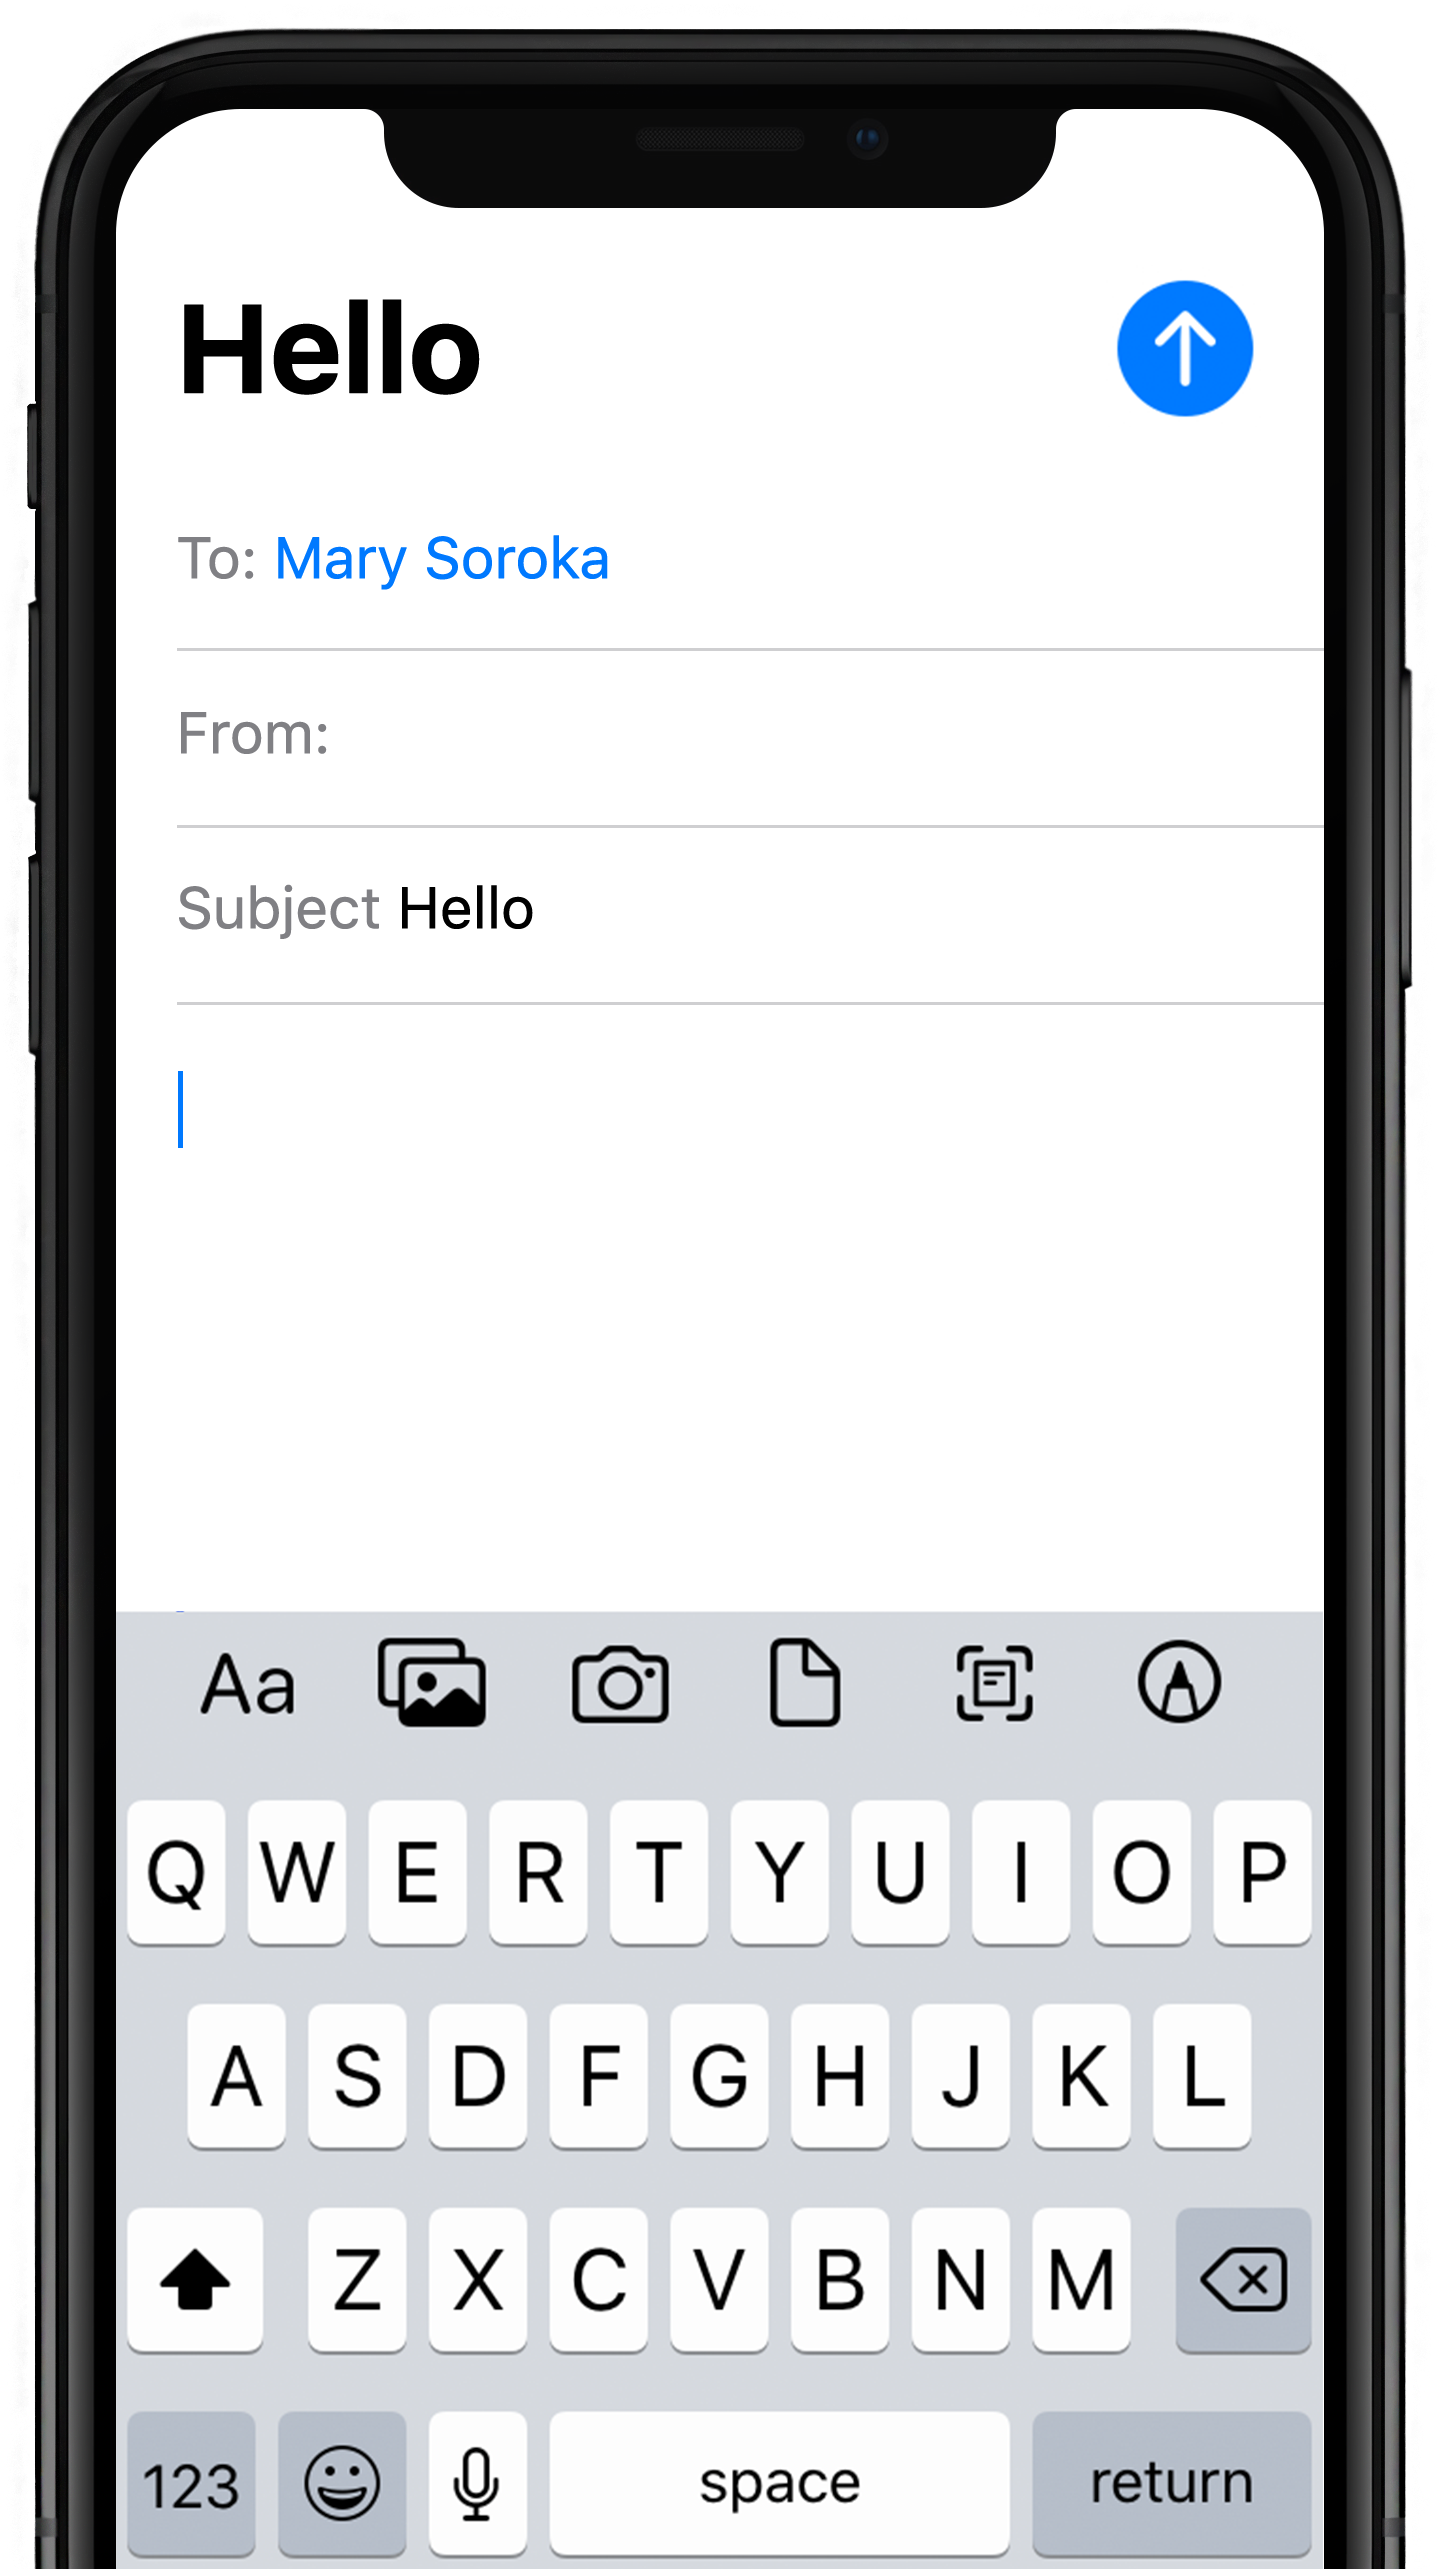 Hello
To: Mary Soroka
From:
Subject Hello
Aa
Q W E R T Y U I O P
A S D F G H J K L
Z X C V B N M
123 space return